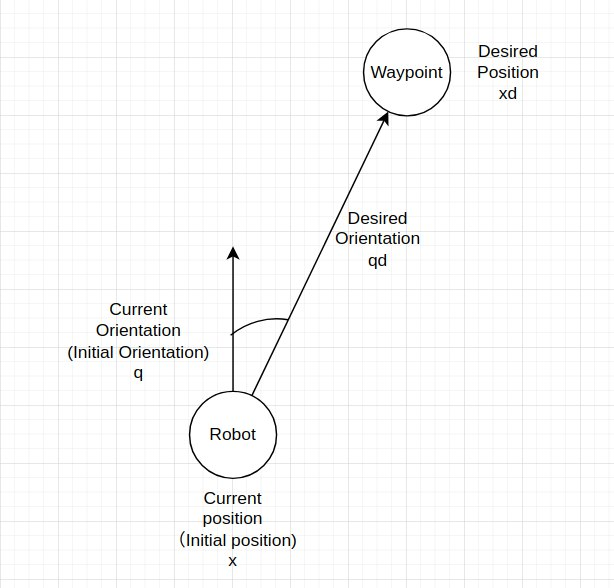 Waypoint
Desired
Position
xd
Desired
Orientation
qd
Current
Orientation
(Initial Orientation)
q
Robot
Current
position
（Initial position)
x